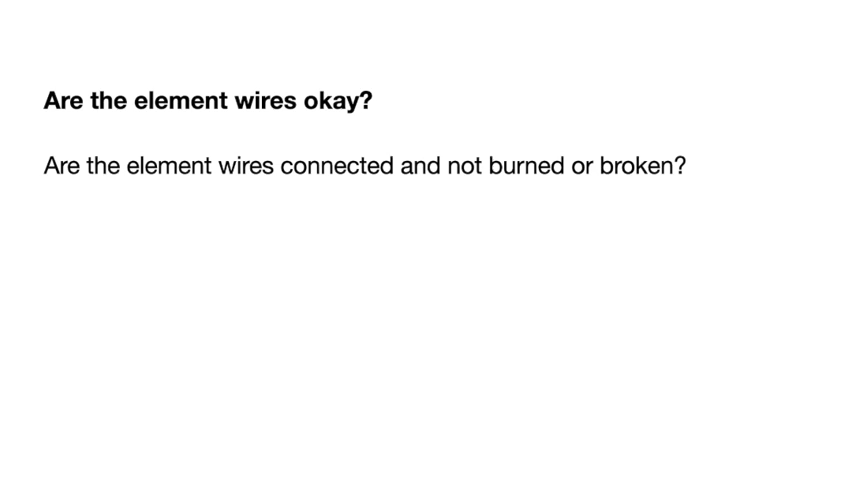 Are the element wires okay?
Are the element wires connected and not burned or broken?